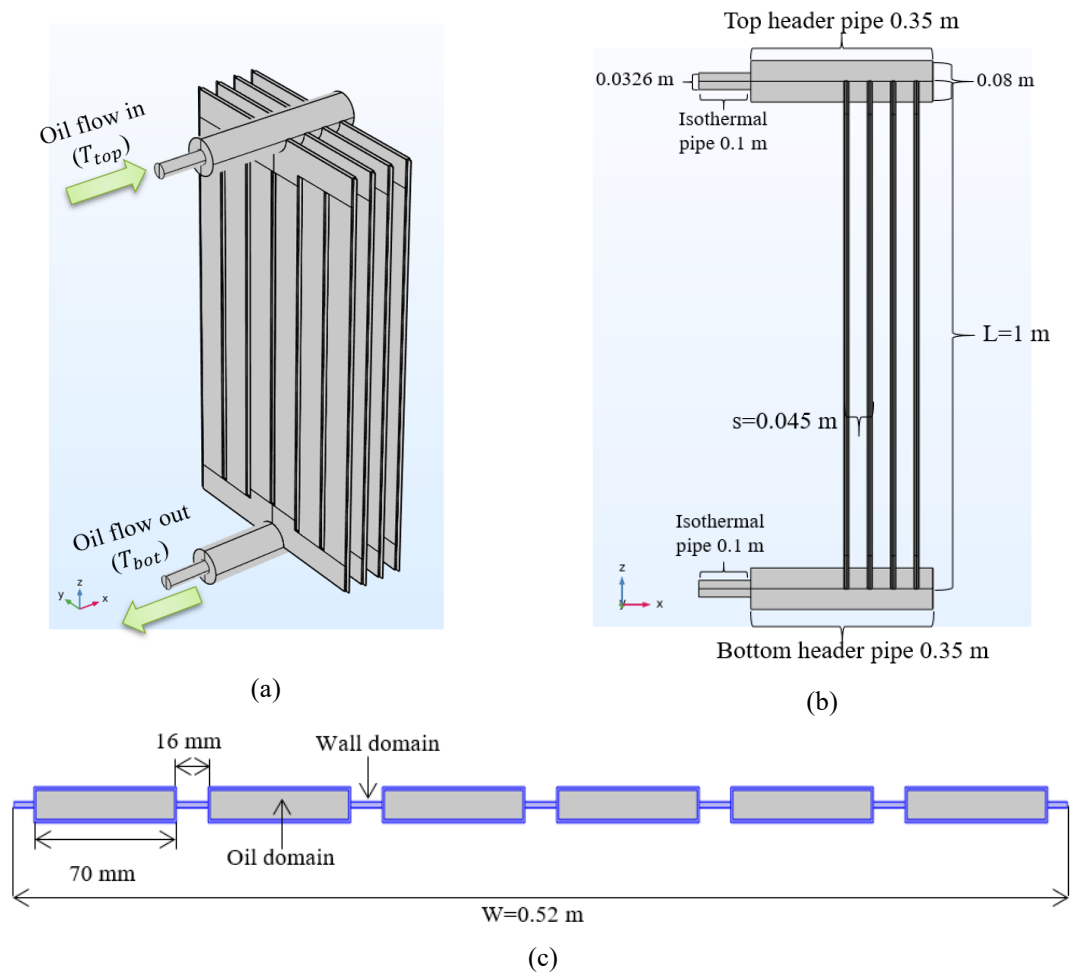 Oil flow in
(T_top)
Oil flow out
(T_bot)
z
y
x
(a)
Top header pipe 0.35 m
0.0326 m
0.08 m
Isothermal
pipe 0.1 m
L=1 m
s=0.045 m
Isothermal
pipe 0.1 m
z
y
x
Bottom header pipe 0.35 m
(b)
16 mm
Wall domain
Oil domain
70 mm
W=0.52 m
(c)